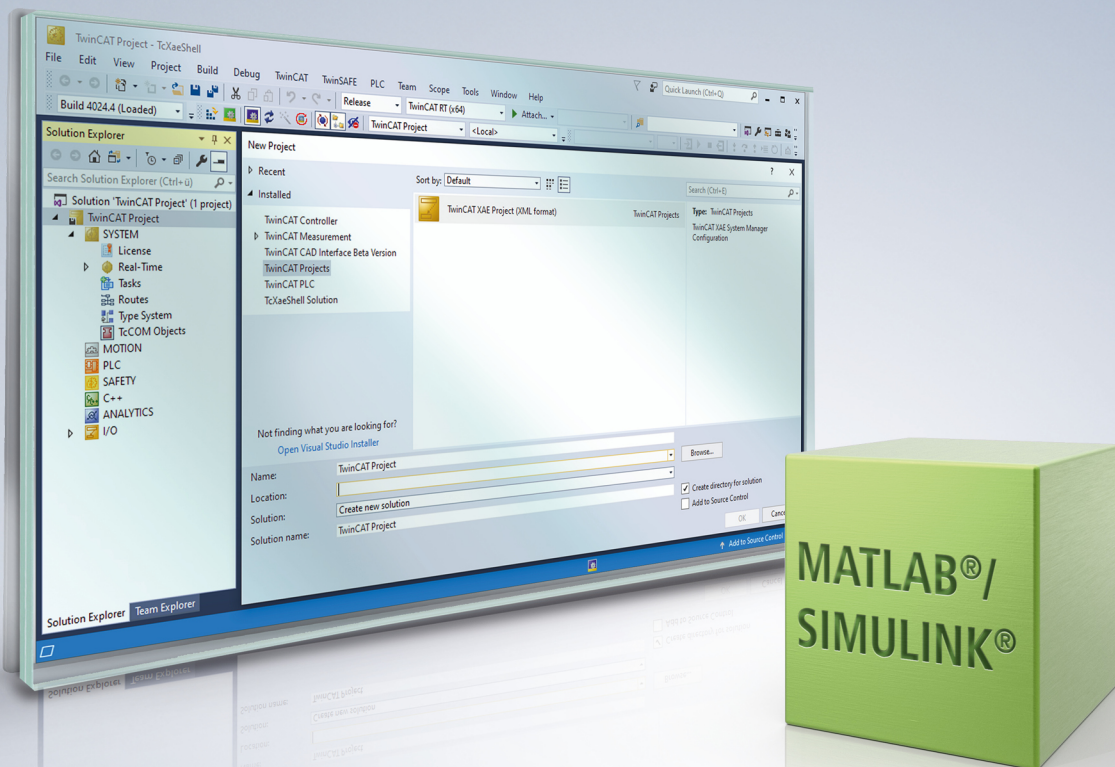 TwinCAT Project - TcXaeShell
File Edit View Project Build Debug TwinCAT TwinSAFE PLC Team Scope Tools Window Help
Quick Launch (Ctrl+Q)
Build 4024.4 (Loaded)
Release
TwinCAT RT (x64)
Attach...
TwinCAT Project
<Local>
Solution Explorer
Search Solution Explorer (Ctrl+ü)
Solution 'TwinCAT Project' (1 project)
TwinCAT Project
SYSTEM
License
Real-Time
Tasks
Routes
Type System
TcCOM Objects
MOTION
PLC
SAFETY
C++
ANALYTICS
I/O
Solution Explorer
Team Explorer
New Project
? X
Recent
Installed
TwinCAT Controller
TwinCAT Measurement
TwinCAT CAD Interface Beta Version
TwinCAT Projects
TwinCAT PLC
TcXaeShell Solution
Not finding what you are looking for?
Open Visual Studio Installer
Sort by: Default
TwinCAT XAE Project (XML format)
TwinCAT Projects
Search (Ctrl+E)
Type: TwinCAT Projects
TwinCAT XAE System Manager
Configuration
Name:
TwinCAT Project
Location:
Browse...
Solution:
Create new solution
Solution name:
TwinCAT Project
Create directory for solution
Add to Source Control
OK
Cance
Add to Source Control
MATLAB®/
SIMULINK®